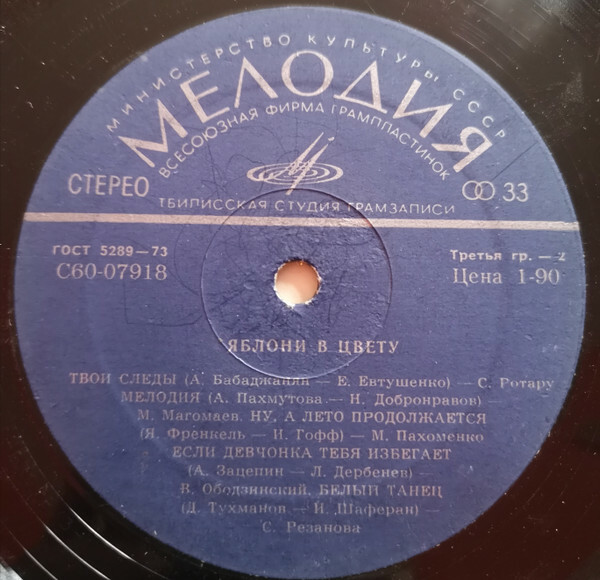 МИНИСТЕРСТВО КУЛЬТУРЫ СССР
МЕЛОДИЯ
ВСЕСОЮЗНАЯ ФИРМА ГРАМПЛАСТИНОК
СТЕРЕО 33
ТБИЛИССКАЯ СТУДИЯ ГРАМЗАПИСИ
ГОСТ 5289-73 Третья гр. — 2
С60-07918 Цена 1-90
ЯБЛОНИ В ЦВЕТУ
ТВОИ СЛЕДЫ (А. Бабаджанян — Е. Евтушенко) — С. Ротару
МЕЛОДИЯ (А. Пахмутова — Н. Добронравов) —
М. Магомаев. НУ, А ЛЕТО ПРОДОЛЖАЕТСЯ
(Я. Френкель — И. Гофф) — М. Пахоменко
ЕСЛИ ДЕВЧОНКА ТЕБЯ ИЗБЕГАЕТ
(А. Зацепин — Л. Дербенев) —
В. Ободзинский. БЕЛЫЙ ТАНЕЦ
(Д. Тухманов — И. Шаферан) —
С. Резанова